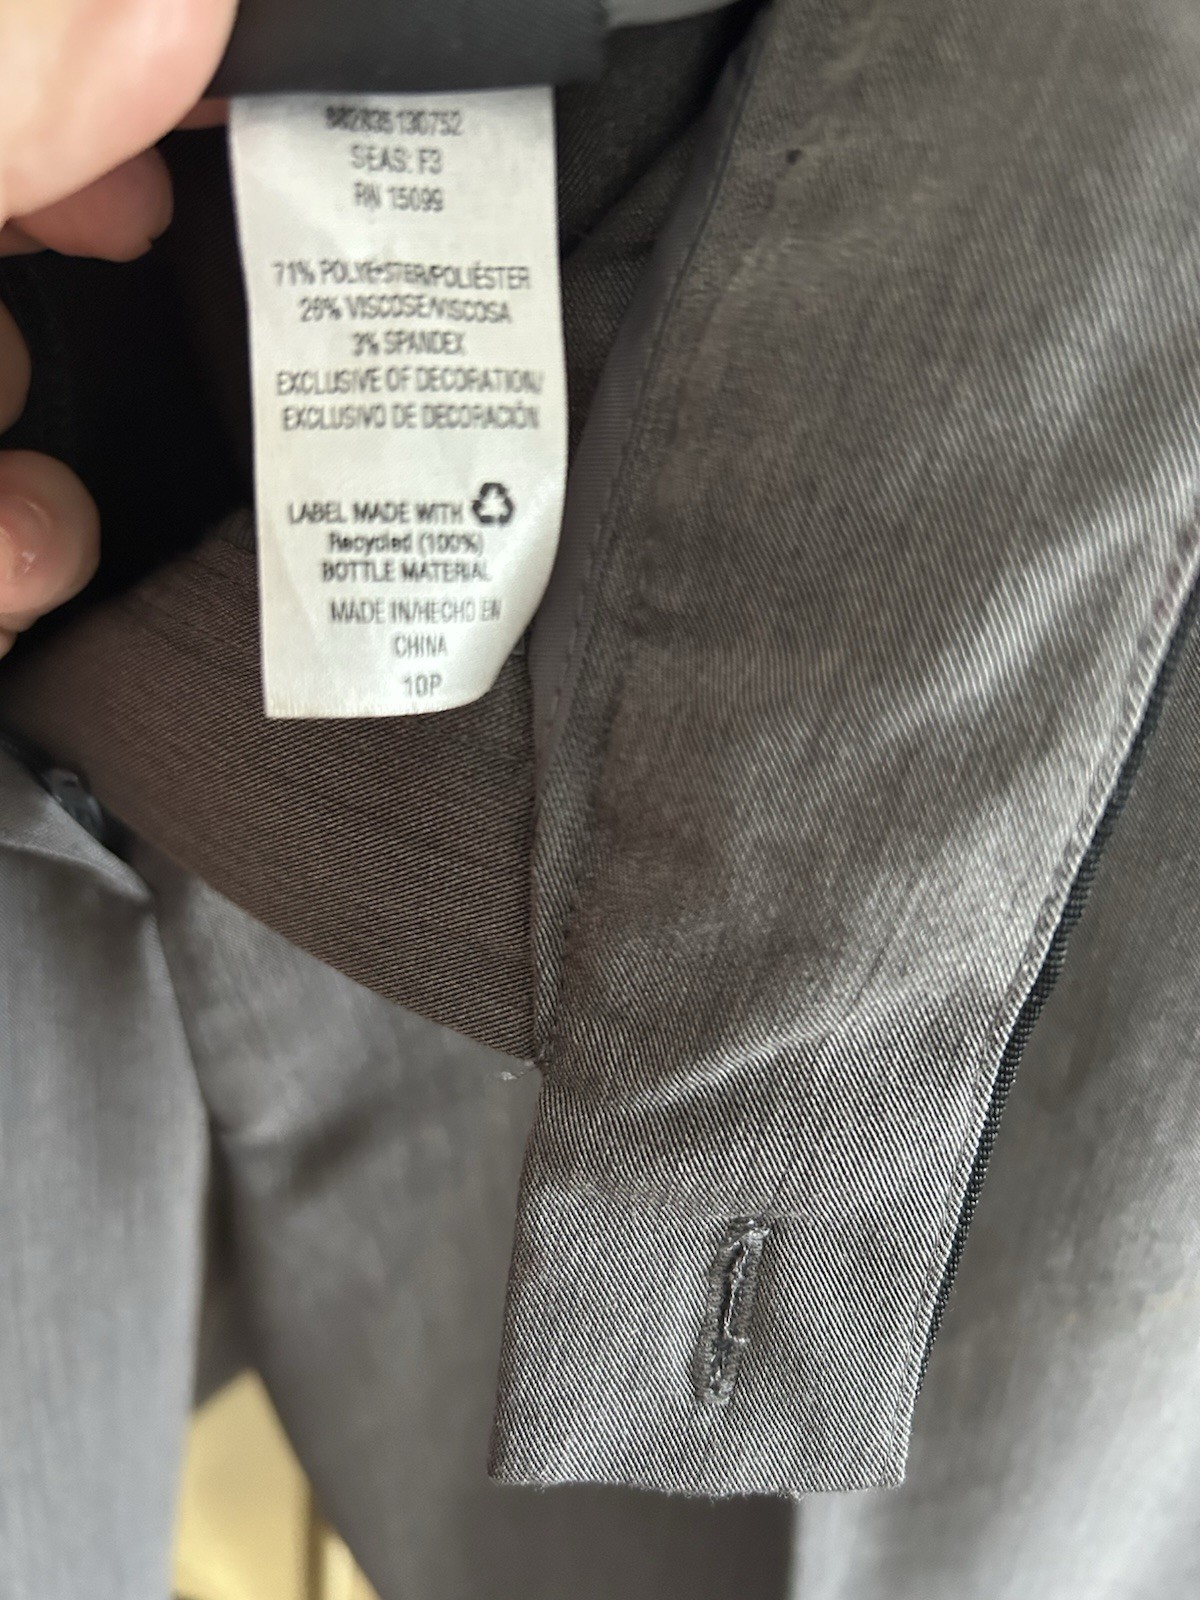 SEAS: F3
RN 15099
71% POLYESTER/POLIÉSTER
26% VISCOSE/VISCOSA
3% SPANDEX
EXCLUSIVE OF DECORATION/
EXCLUSIVO DE DECORACIÓN
LABEL MADE WITH
Recycled (100%)
BOTTLE MATERIAL
MADE IN/HECHO EN
CHINA
10P